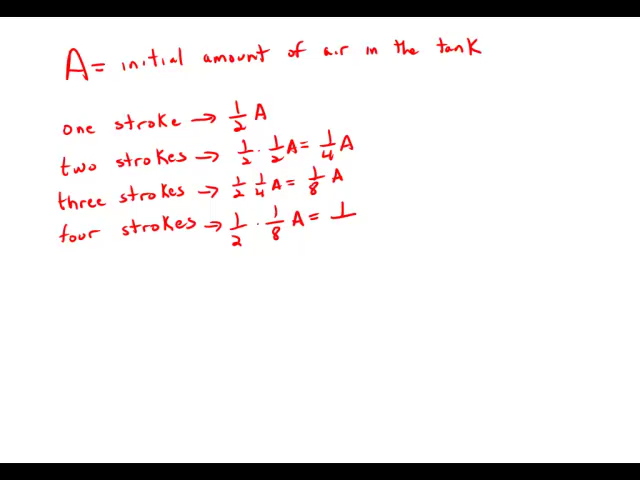 A = initial amount of air in the tank
one stroke → 1/2 A
two strokes → 1/2 · 1/2 A = 1/4 A
three strokes → 1/2 1/4 A = 1/8 A
four strokes → 1/2 · 1/8 A = 1/